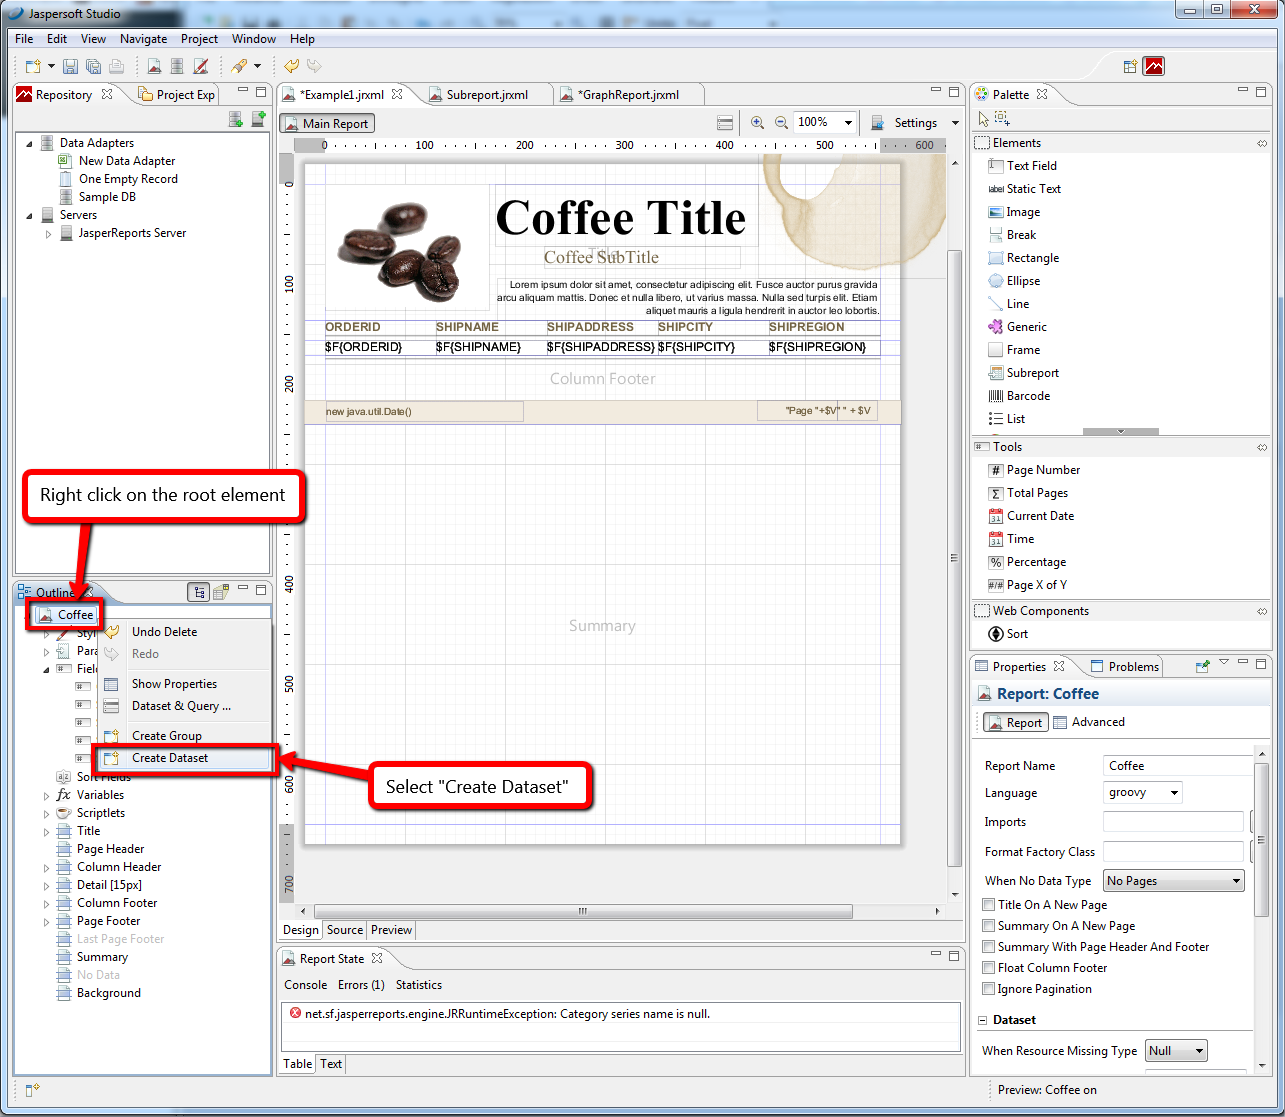 Jaspersoft Studio
File Edit View Navigate Project Window Help
Repository
Project Exp
Data Adapters
New Data Adapter
One Empty Record
Sample DB
Servers
JasperReports Server
Right click on the root element
Outline
Coffee
Styl
Para
Fiel
Undo Delete
Redo
Show Properties
Dataset & Query ...
Create Group
Create Dataset
Select "Create Dataset"
Sort Fields
Variables
Scriptlets
Title
Page Header
Column Header
Detail [15px]
Column Footer
Page Footer
Last Page Footer
Summary
No Data
Background
*Example1.jrxml
Subreport.jrxml
*GraphReport.jrxml
Main Report
100%
Settings
0 100 200 300 400 500 600
0
100
200
400
500
600
700
Coffee Title
Title
Coffee SubTitle
Lorem ipsum dolor sit amet, consectetur adipiscing elit. Fusce auctor purus gravida
arcu aliquam mattis. Donec et nulla libero, ut varius massa. Nulla sed turpis elit. Etiam
aliquet mauris a ligula hendrerit in auctor leo lobortis.
ORDERID SHIPNAME SHIPADDRESS SHIPCITY SHIPREGION
$F{ORDERID} $F{SHIPNAME} $F{SHIPADDRESS} $F{SHIPCITY} $F{SHIPREGION}
Column Footer
new java.util.Date()
"Page "+$V" " + $V
Summary
Design Source Preview
Report State
Console Errors (1) Statistics
net.sf.jasperreports.engine.JRRuntimeException: Category series name is null.
Table Text
Palette
Elements
Text Field
Static Text
Image
Break
Rectangle
Ellipse
Line
Generic
Frame
Subreport
Barcode
List
Tools
Page Number
Total Pages
Current Date
Time
Percentage
Page X of Y
Web Components
Sort
Properties
Problems
Report: Coffee
Report
Advanced
Report Name Coffee
Language groovy
Imports
Format Factory Class
When No Data Type No Pages
Title On A New Page
Summary On A New Page
Summary With Page Header And Footer
Float Column Footer
Ignore Pagination
Dataset
When Resource Missing Type Null
Preview: Coffee on